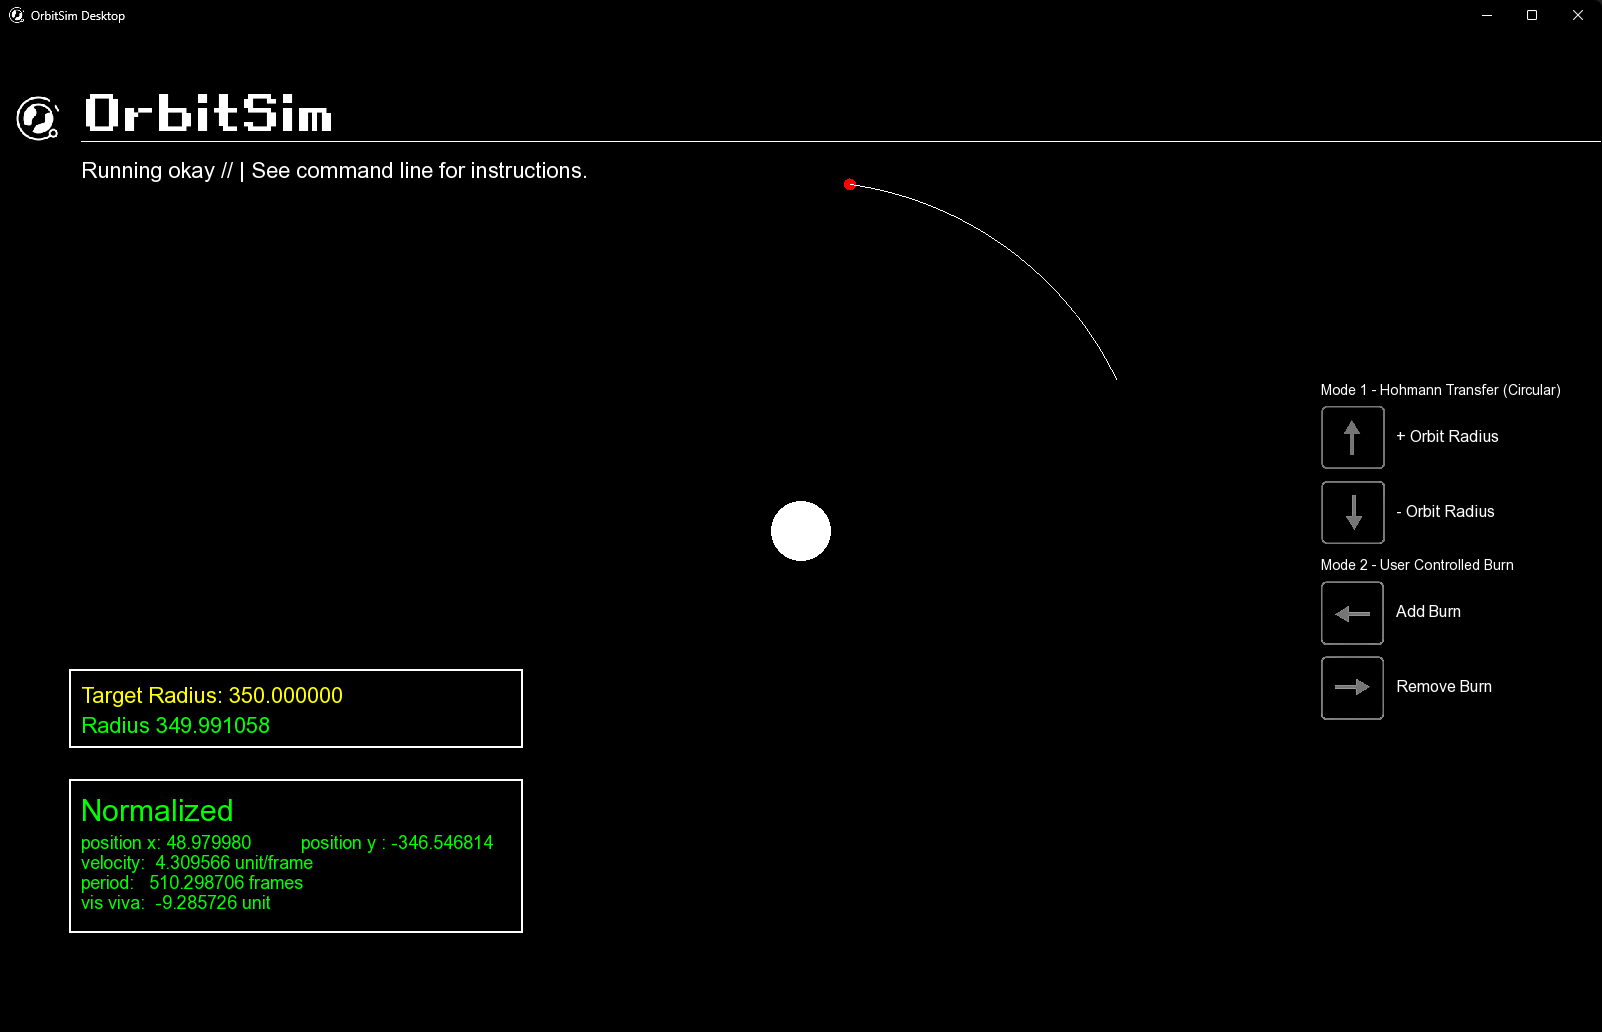 OrbitSim Desktop
OrbitSim
Running okay // | See command line for instructions.
Mode 1 - Hohmann Transfer (Circular)
+ Orbit Radius
- Orbit Radius
Mode 2 - User Controlled Burn
Add Burn
Remove Burn
Target Radius: 350.000000
Radius 349.991058
Normalized
position x: 48.979980 position y : -346.546814
velocity: 4.309566 unit/frame
period: 510.298706 frames
vis viva: -9.285726 unit